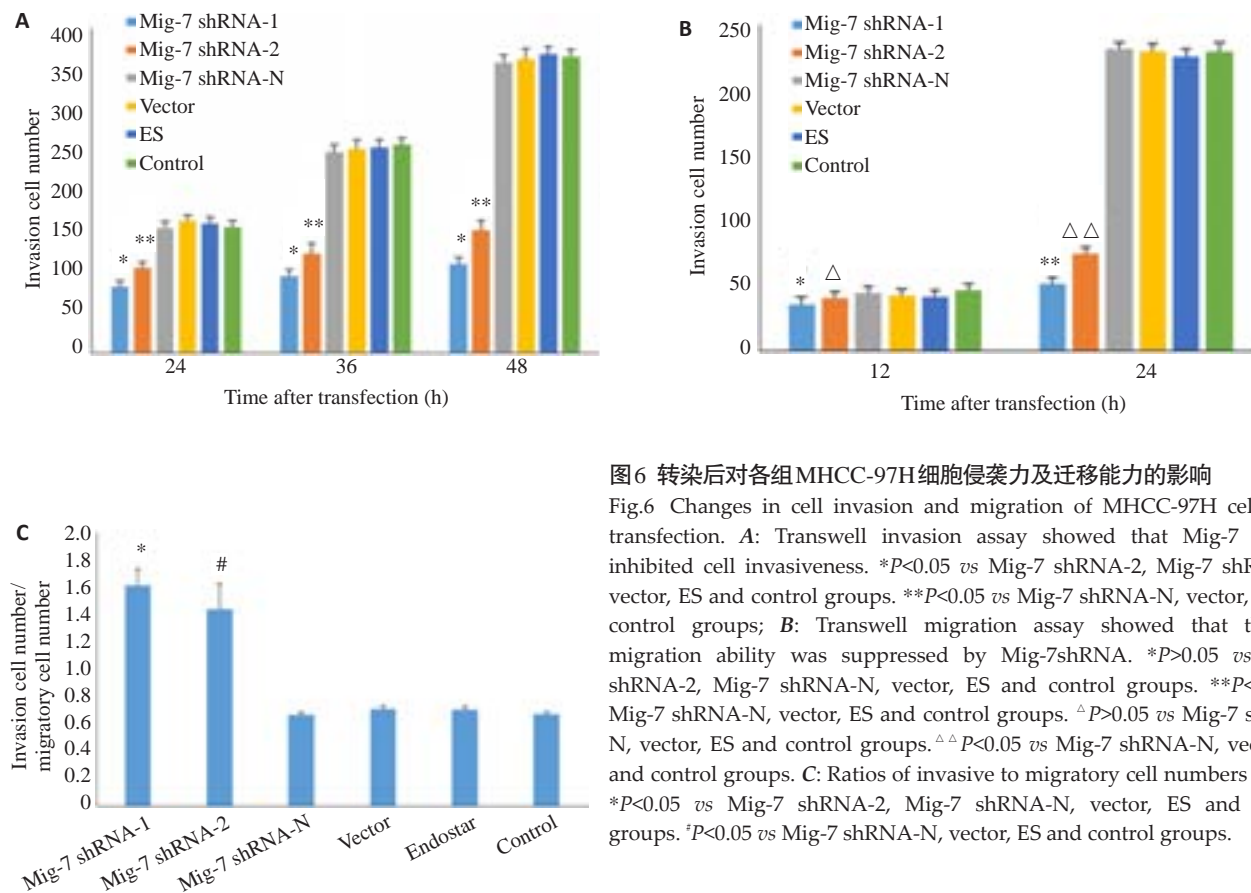 A
Mig-7 shRNA-1
Mig-7 shRNA-2
Mig-7 shRNA-N
Vector
ES
Control
Invasion cell number
400
350
300
250
200
150
100
50
0
* ** * ** * **
24 36 48
Time after transfection (h)
B
Mig-7 shRNA-1
Mig-7 shRNA-2
Mig-7 shRNA-N
Vector
ES
Control
Invasion cell number
250
200
150
100
50
0
* △ ** △ △
12 24
Time after transfection (h)
C
Invasion cell number/
migratory cell number
2.0
1.8
1.6
1.4
1.2
1.0
0.8
0.6
0.4
0.2
0
* #
Mig-7 shRNA-1
Mig-7 shRNA-2
Mig-7 shRNA-N
Vector
Endostar
Control
图6 转染后对各组MHCC-97H细胞侵袭力及迁移能力的影响
Fig.6 Changes in cell invasion and migration of MHCC-97H cel
transfection. A: Transwell invasion assay showed that Mig-7
inhibited cell invasiveness. *P<0.05 vs Mig-7 shRNA-2, Mig-7 shR
vector, ES and control groups. **P<0.05 vs Mig-7 shRNA-N, vector,
control groups; B: Transwell migration assay showed that t
migration ability was suppressed by Mig-7shRNA. *P>0.05 vs
shRNA-2, Mig-7 shRNA-N, vector, ES and control groups. **P<
Mig-7 shRNA-N, vector, ES and control groups. △P>0.05 vs Mig-7 s
N, vector, ES and control groups. △△P<0.05 vs Mig-7 shRNA-N, vec
and control groups. C: Ratios of invasive to migratory cell numbers
*P<0.05 vs Mig-7 shRNA-2, Mig-7 shRNA-N, vector, ES and
groups. #P<0.05 vs Mig-7 shRNA-N, vector, ES and control groups.